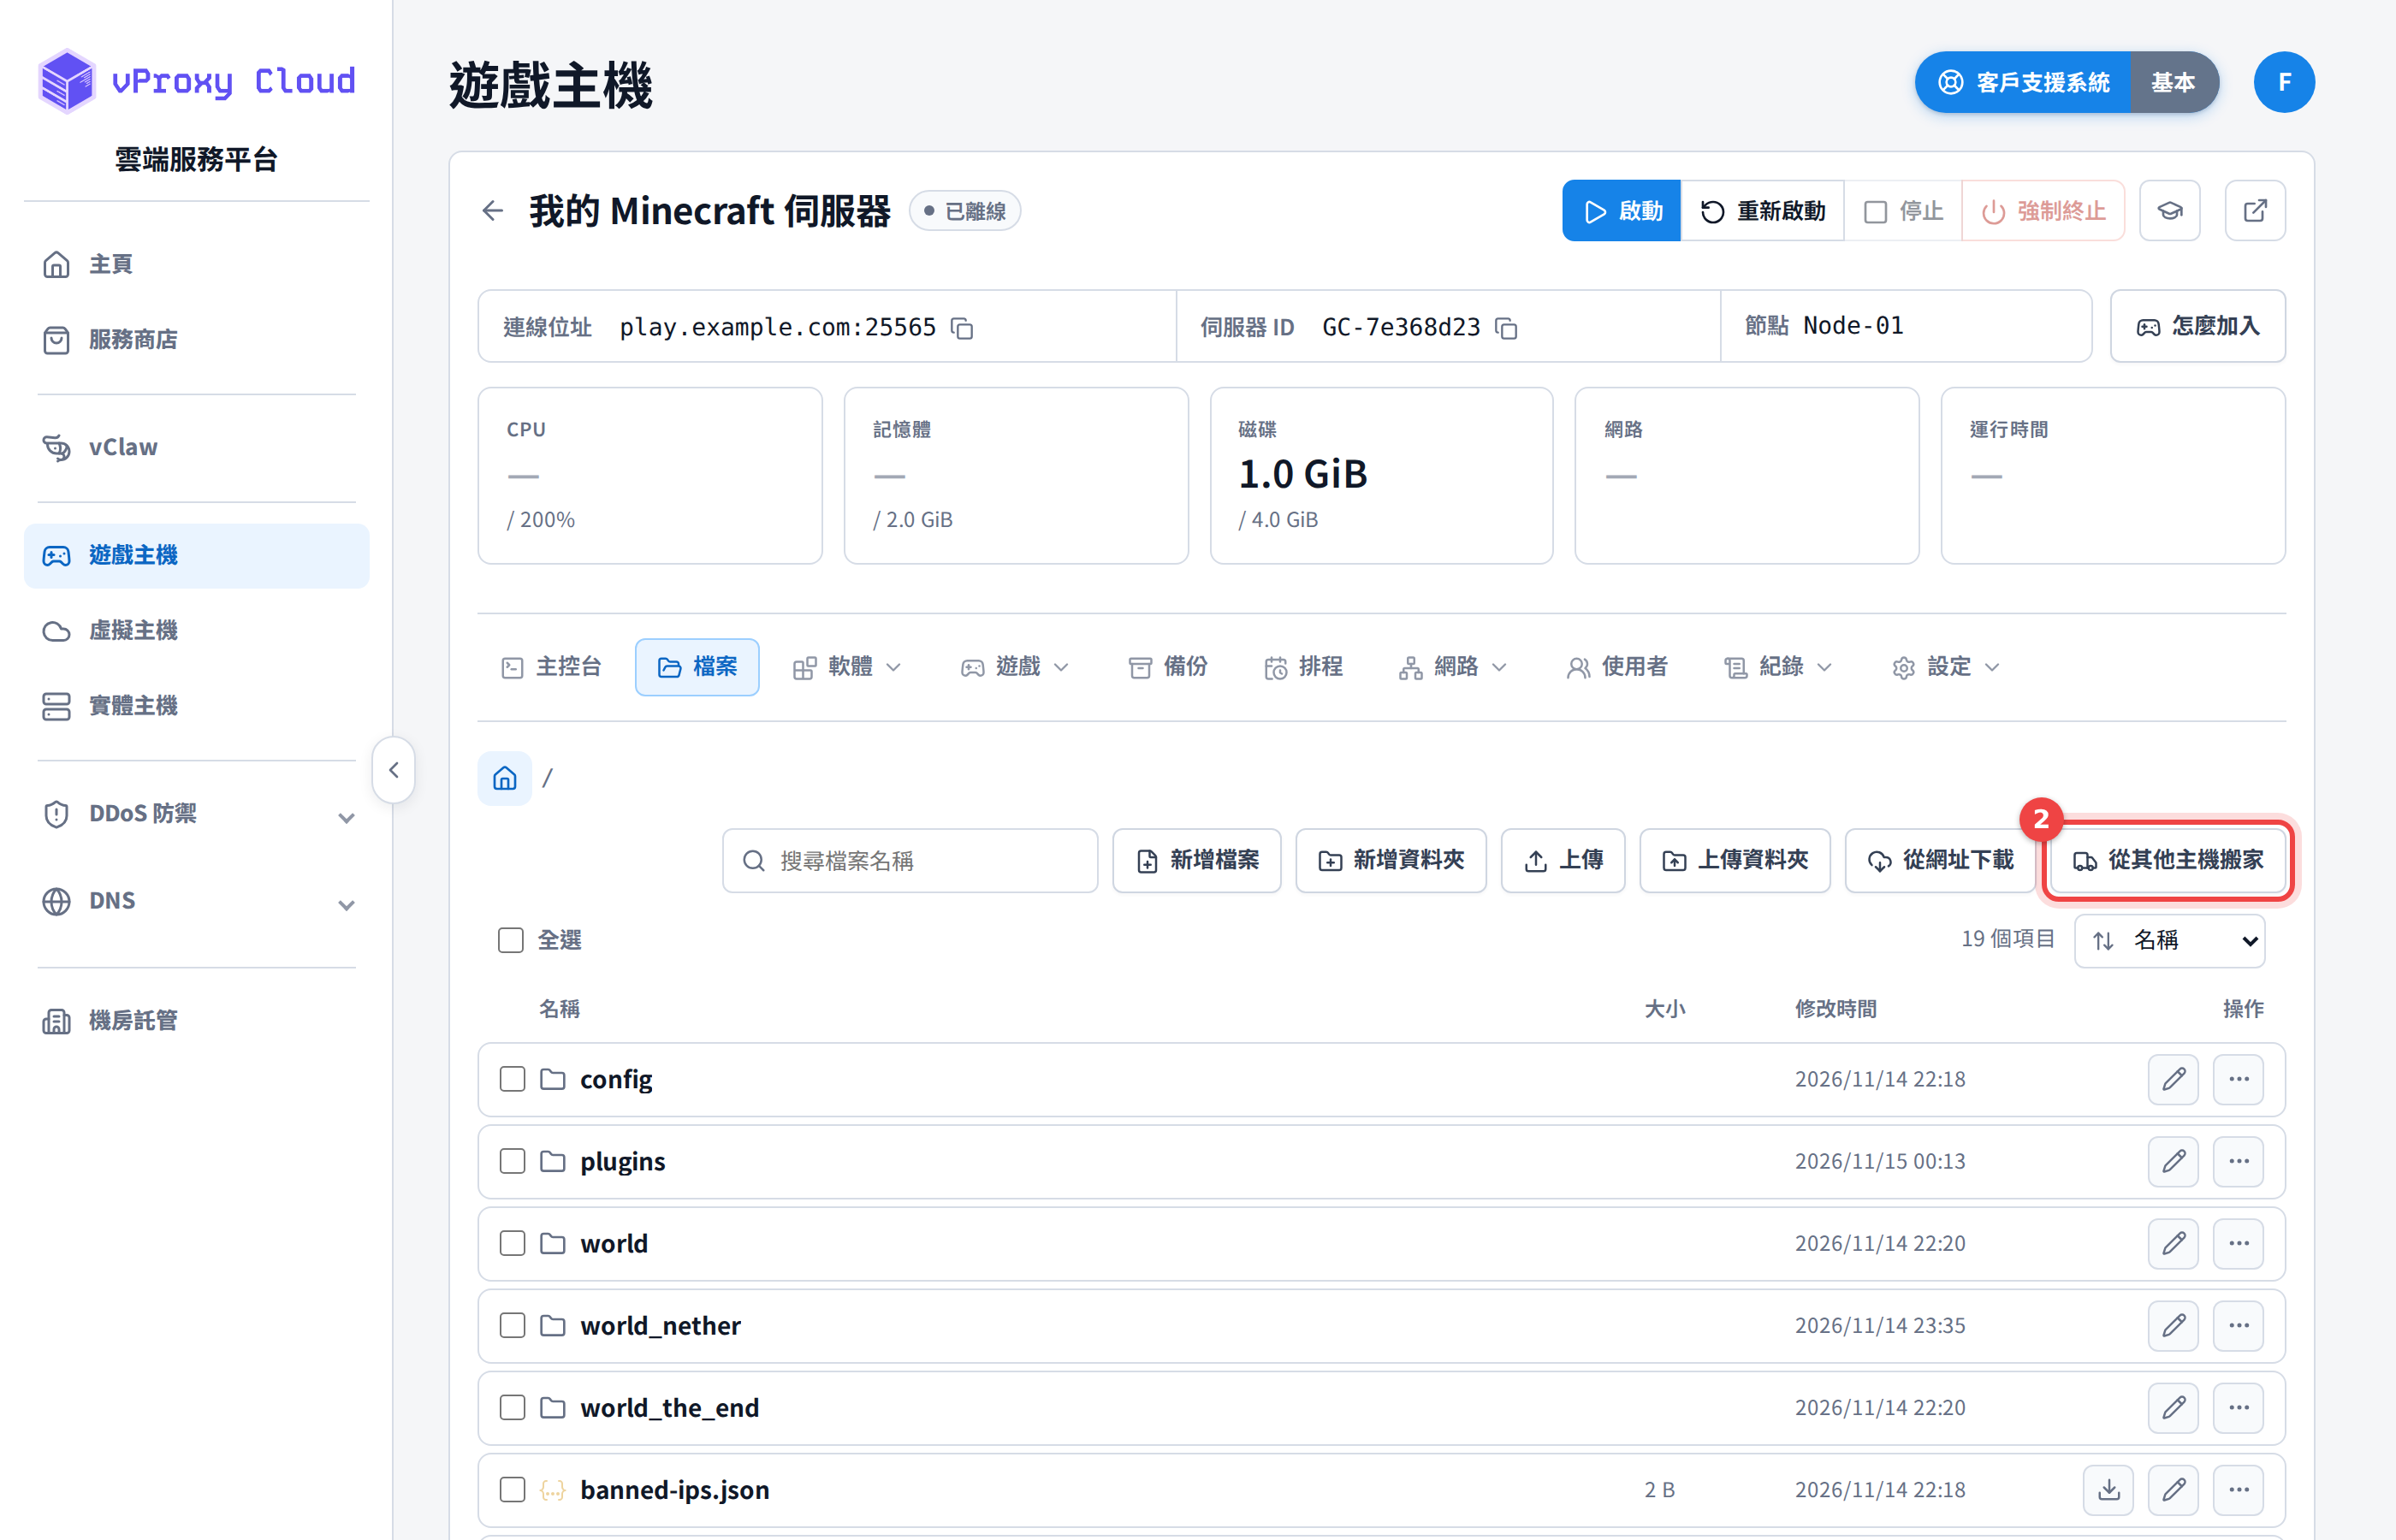 vProxy Cloud
雲端服務平台
主頁
服務商店
vClaw
遊戲主機
虛擬主機
實體主機
DDoS 防禦
DNS
機房託管
遊戲主機
客戶支援系統 基本
F
我的 Minecraft 伺服器 已離線
啟動 重新啟動 停止 強制終止
連線位址 play.example.com:25565 伺服器 ID GC-7e368d23 節點 Node-01 怎麼加入
CPU
—
/ 200%
記憶體
—
/ 2.0 GiB
磁碟
1.0 GiB
/ 4.0 GiB
網路
—
運行時間
—
主控台 檔案 軟體 遊戲 備份 排程 網路 使用者 紀錄 設定
/
2
搜尋檔案名稱 新增檔案 新增資料夾 上傳 上傳資料夾 從網址下載 從其他主機搬家
全選 19 個項目 名稱
名稱 大小 修改時間 操作
config 2026/11/14 22:18
plugins 2026/11/15 00:13
world 2026/11/14 22:20
world_nether 2026/11/14 23:35
world_the_end 2026/11/14 22:20
banned-ips.json 2 B 2026/11/14 22:18